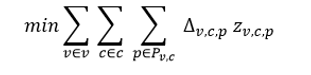 min ∑_{v∈v} ∑_{c∈c} ∑_{p∈P_{v,c}} Δ_{v,c,p} z_{v,c,p}